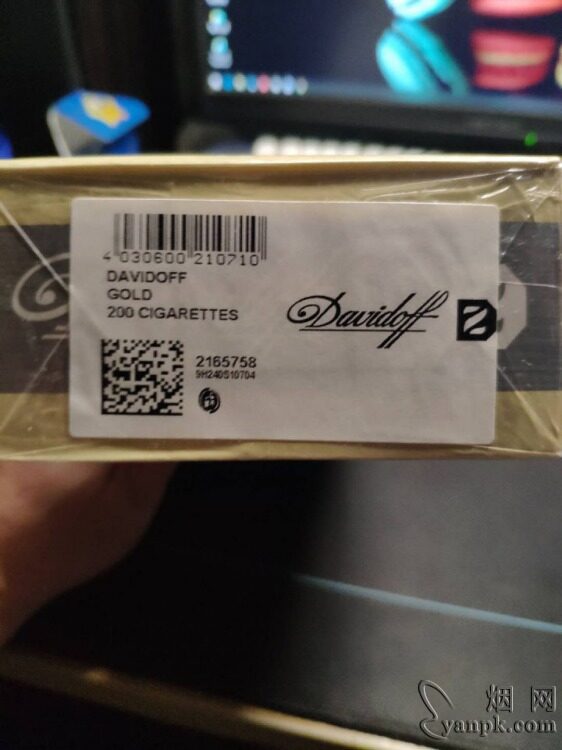 4 030600 210710
DAVIDOFF
GOLD
200 CIGARETTES
Davidoff
2165758
9H240S10704
烟网
yanpk.com